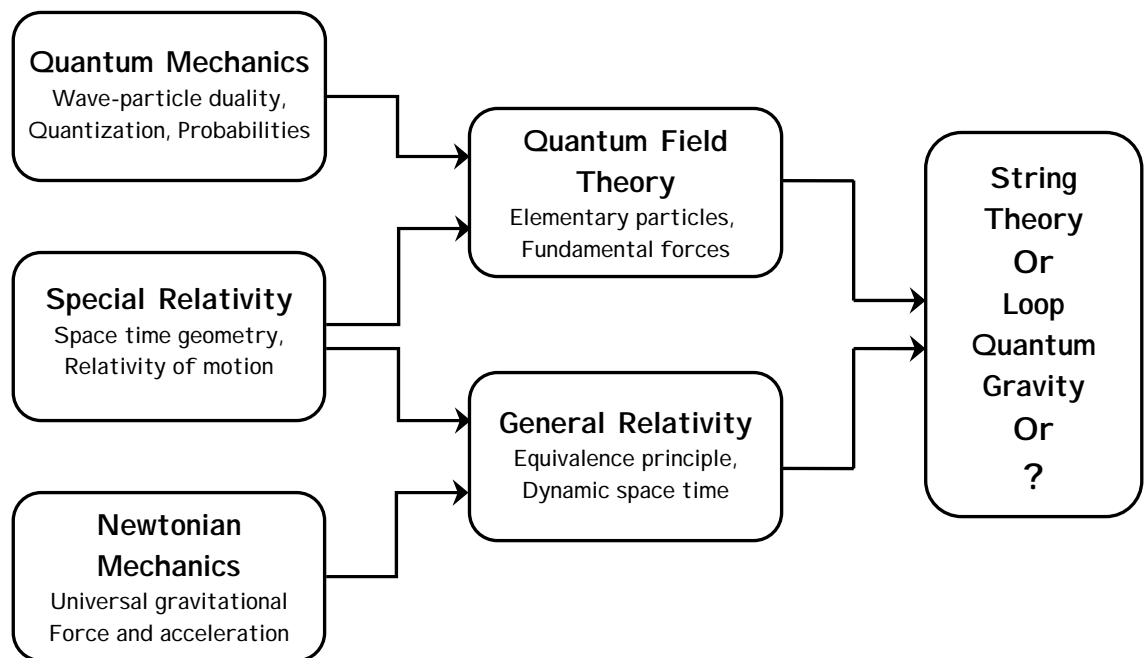 Quantum Mechanics
Wave-particle duality,
Quantization, Probabilities
Special Relativity
Space time geometry,
Relativity of motion
Newtonian
Mechanics
Universal gravitational
Force and acceleration
Quantum Field
Theory
Elementary particles,
Fundamental forces
General Relativity
Equivalence principle,
Dynamic space time
String
Theory
Or
Loop
Quantum
Gravity
Or
?